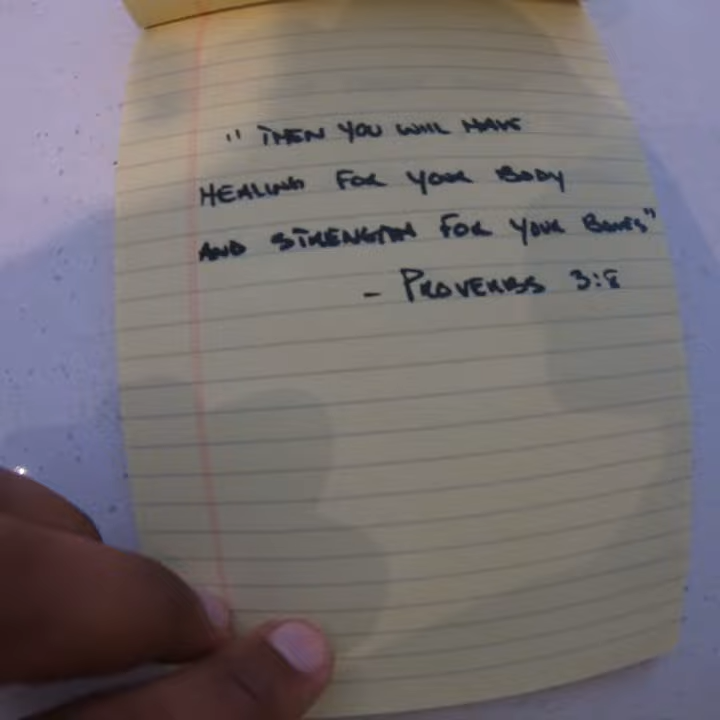 " THEN YOU WILL HAVE
HEALING FOR YOUR BODY
AND STRENGTH FOR YOUR BONES"
- PROVERBS 3:8